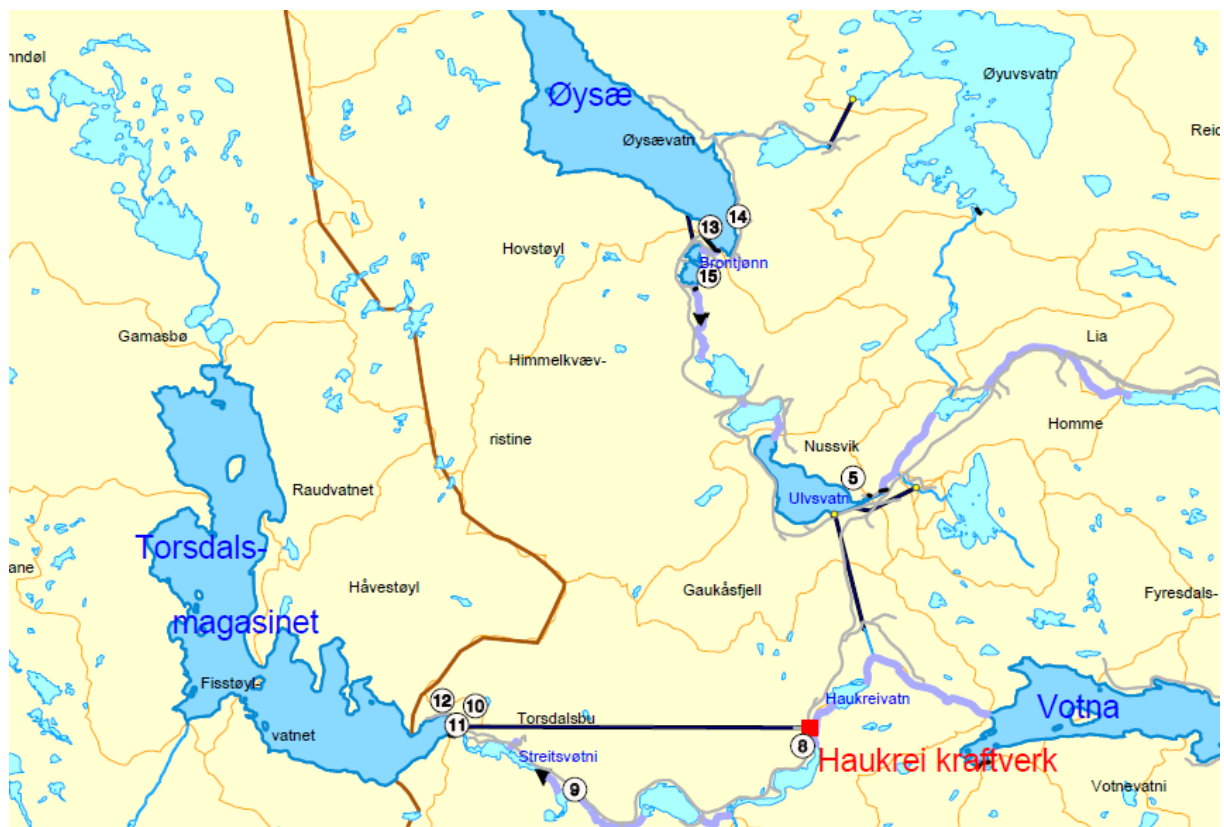 nndøl
Øysæ
Øyuvsvatn
Øysævatn
Reid
14
13
Hovstøyl
Brontjønn
15
Gamasbø
Lia
Himmelkvæv-
ristine
Homme
Nussvik
5
Raudvatnet
Ulvsvatn
Torsdals-
ane
Håvestøyl
Gaukåsfjell
Fyresdals-
magasinet
Fisstøyl-
12
10
Haukreivatn
Votna
11
Torsdalsbu
vatnet
8
Streitsvøtni
Haukrei kraftverk
9
Votnevatni